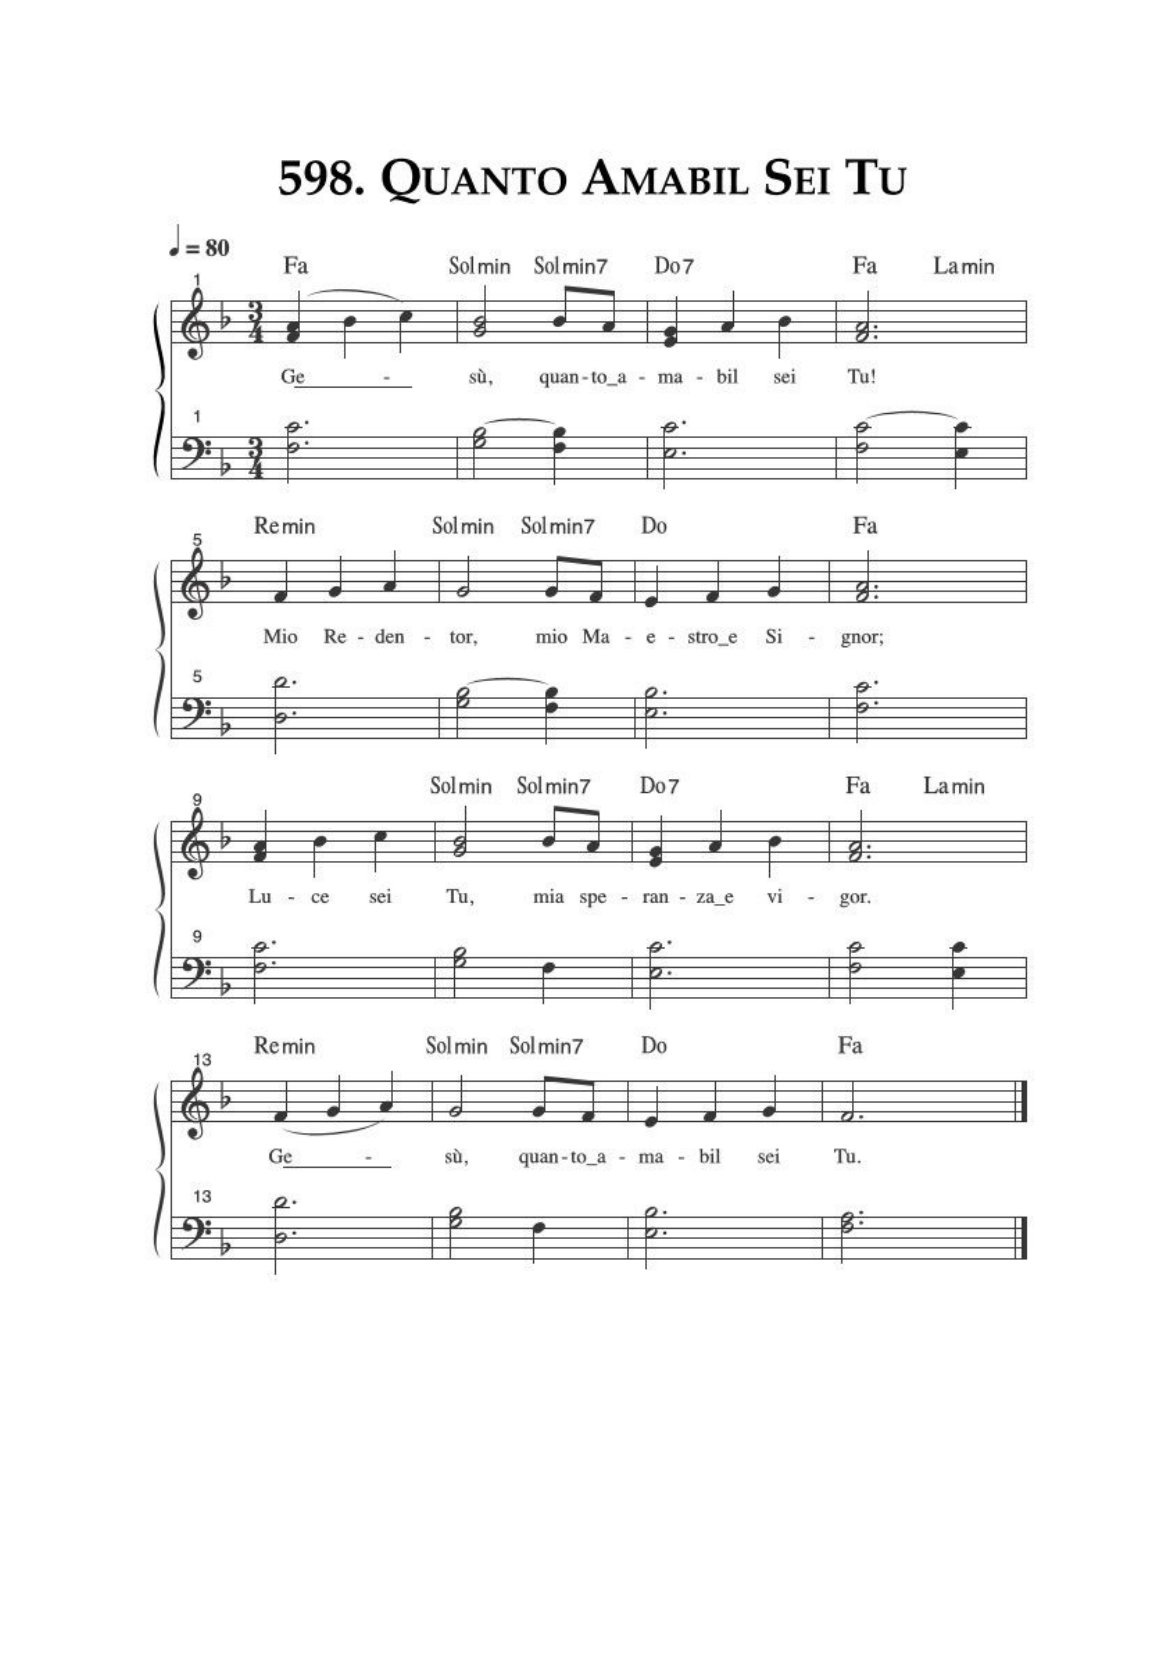 598. QUANTO AMABIL SEI TU
= 80
Fa Solmin Solmin7 Do7 Fa Lamin
1
3 4
Ge - sù, quan-to_a - ma - bil sei Tu!
1
3 4
Remin Solmin Solmin7 Do Fa
5
Mio Re - den - tor, mio Ma - e - stro_e Si - gnor;
5
Solmin Solmin7 Do7 Fa Lamin
9
Lu - ce sei Tu, mia spe - ran - za_e vi - gor.
9
Remin Solmin Solmin7 Do Fa
13
Ge - sù, quan-to_a - ma - bil sei Tu.
13